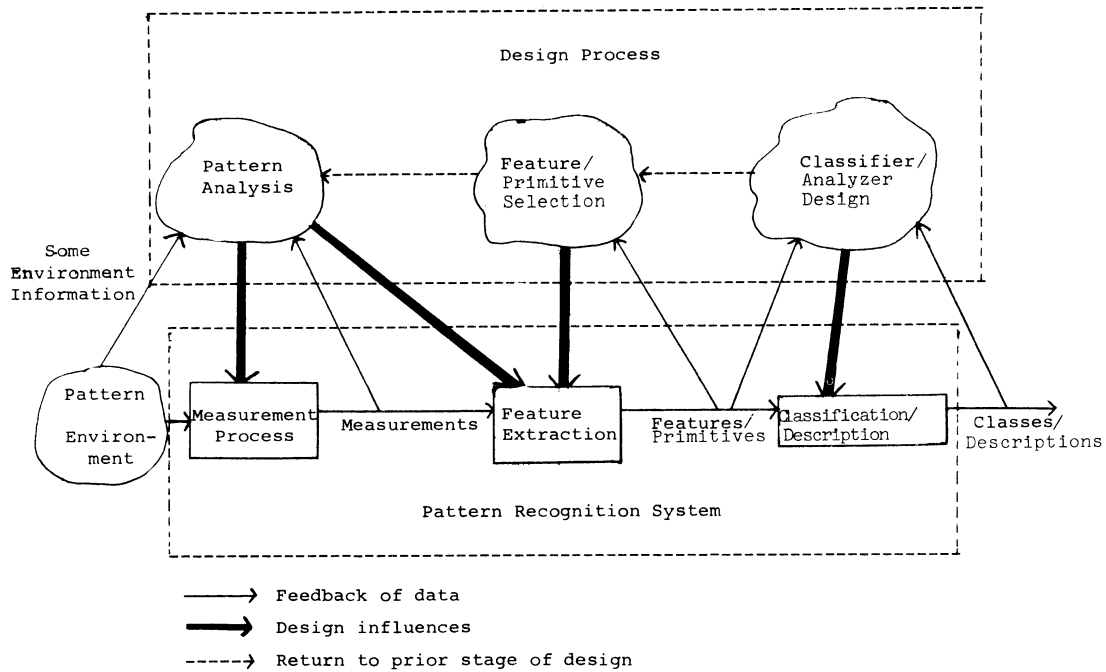 Design Process
Pattern
Analysis
Feature/
Primitive
Selection
Classifier/
Analyzer
Design
Some
Environment
Information
Pattern
Environ-
ment
Measurement
Process
Measurements
Feature
Extraction
Features/
Primitives
Classification/
Description
Classes/
Descriptions
Pattern Recognition System
Feedback of data
Design influences
Return to prior stage of design